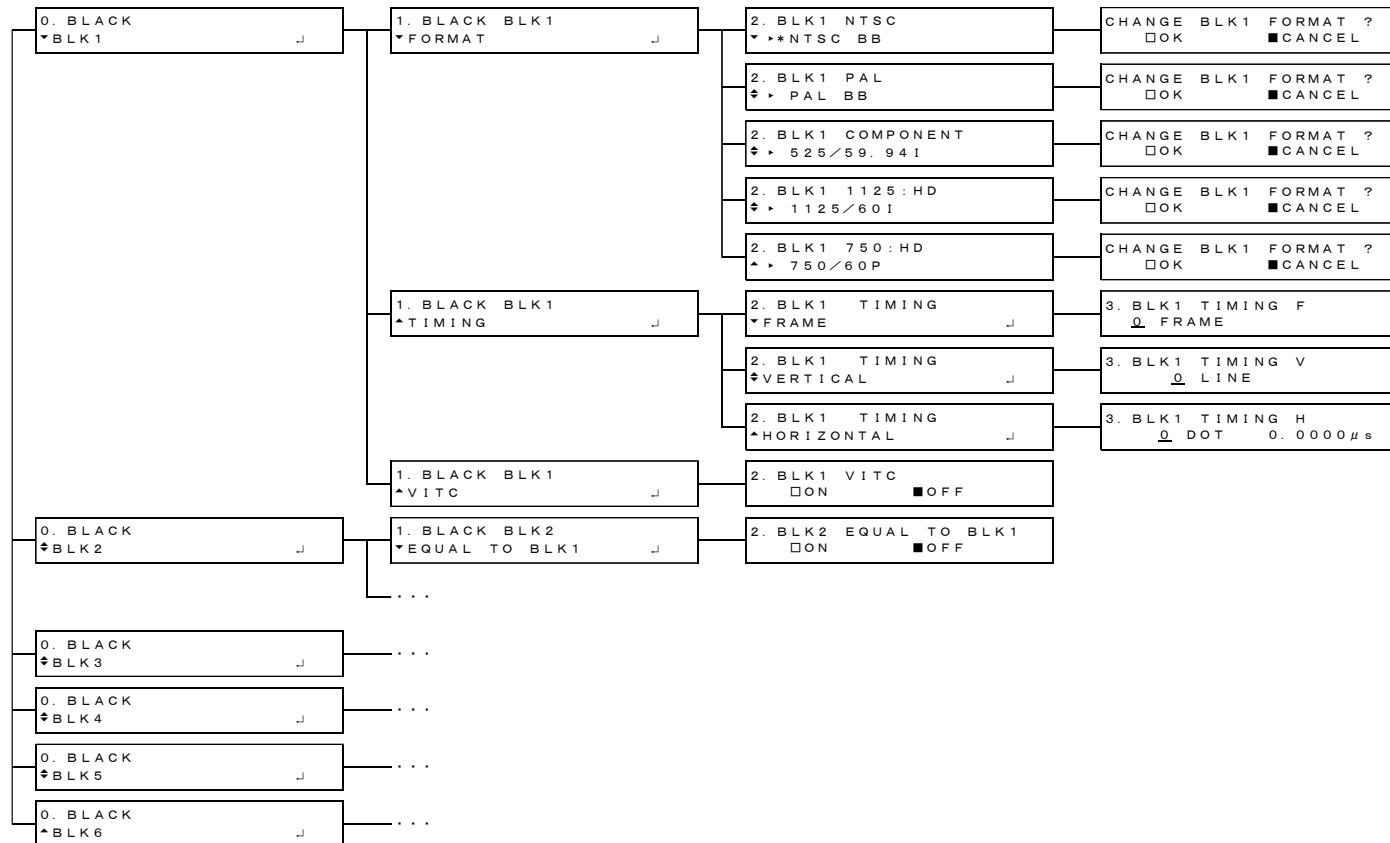 0. BLACK
▾BLK1 ↵
1. BLACK BLK1
▾FORMAT ↵
2. BLK1 NTSC
▾ ▸*NTSC BB
CHANGE BLK1 FORMAT ?
□OK ■CANCEL
2. BLK1 PAL
♦ ▸ PAL BB
CHANGE BLK1 FORMAT ?
□OK ■CANCEL
2. BLK1 COMPONENT
♦ ▸ 525/59.94I
CHANGE BLK1 FORMAT ?
□OK ■CANCEL
2. BLK1 1125:HD
♦ ▸ 1125/60I
CHANGE BLK1 FORMAT ?
□OK ■CANCEL
2. BLK1 750:HD
▴ ▸ 750/60P
CHANGE BLK1 FORMAT ?
□OK ■CANCEL
1. BLACK BLK1
▴TIMING ↵
2. BLK1 TIMING
▾FRAME ↵
3. BLK1 TIMING F
0 FRAME
2. BLK1 TIMING
♦VERTICAL ↵
3. BLK1 TIMING V
0 LINE
2. BLK1 TIMING
▴HORIZONTAL ↵
3. BLK1 TIMING H
0 DOT 0.0000μs
1. BLACK BLK1
▴VITC ↵
2. BLK1 VITC
□ON ■OFF
0. BLACK
♦BLK2 ↵
1. BLACK BLK2
▾EQUAL TO BLK1 ↵
2. BLK2 EQUAL TO BLK1
□ON ■OFF
...
0. BLACK
♦BLK3 ↵
...
0. BLACK
♦BLK4 ↵
...
0. BLACK
♦BLK5 ↵
...
0. BLACK
▴BLK6 ↵
...